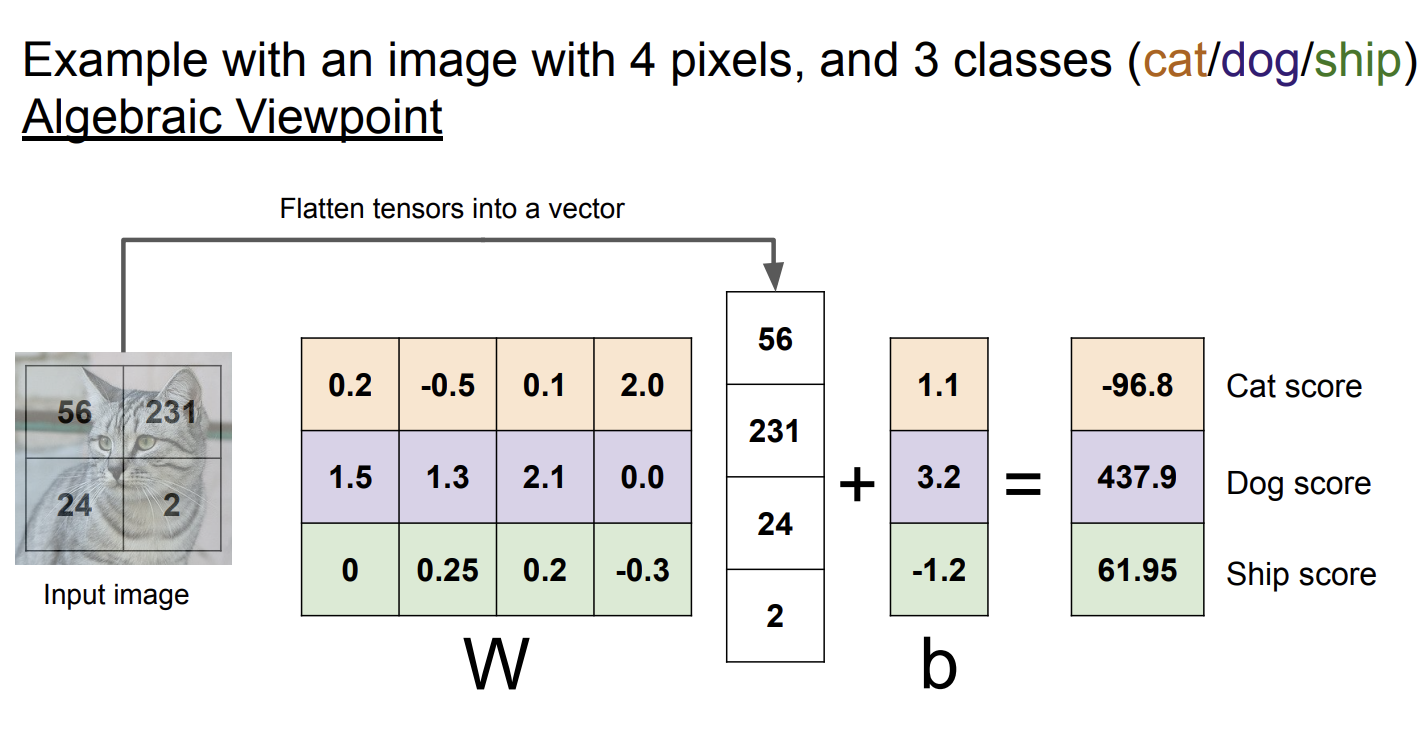 Example with an image with 4 pixels, and 3 classes (cat/dog/ship)
Algebraic Viewpoint
Flatten tensors into a vector
56 231
24 2
Input image
0.2 -0.5 0.1 2.0
1.5 1.3 2.1 0.0
0 0.25 0.2 -0.3
W
56
231
24
2
+
1.1
3.2
-1.2
b
=
-96.8 Cat score
437.9 Dog score
61.95 Ship score